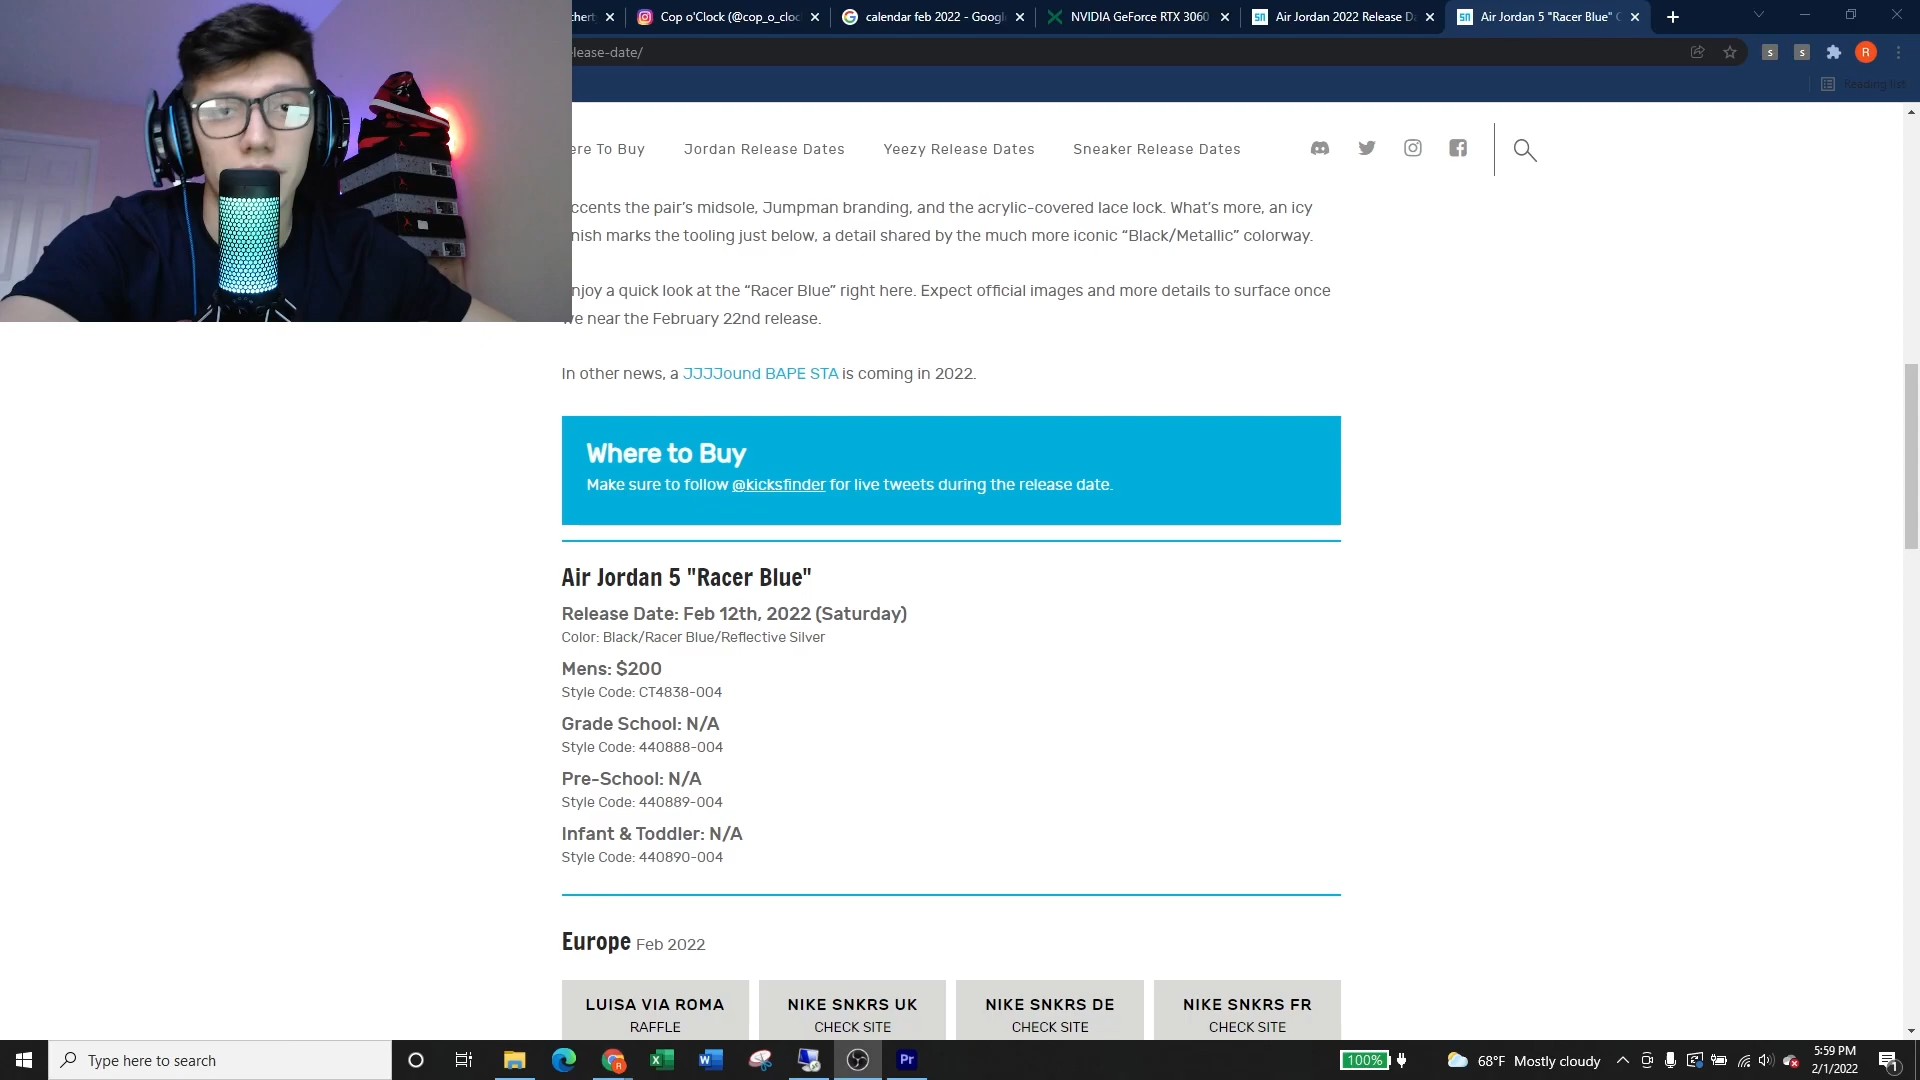 Cop o'Clock (@cop_o_cloc
calendar feb 2022 - Googl
NVIDIA GeForce RTX 3060
Air Jordan 2022 Release D
Air Jordan 5 "Racer Blue"
lease-date/
R
Reading list
ere To Buy
Jordan Release Dates
Yeezy Release Dates
Sneaker Release Dates
ccents the pair's midsole, Jumpman branding, and the acrylic-covered lace lock. What's more, an icy
nish marks the tooling just below, a detail shared by the much more iconic “Black/Metallic” colorway.
njoy a quick look at the “Racer Blue” right here. Expect official images and more details to surface once
we near the February 22nd release.
In other news, a JJJJound BAPE STA is coming in 2022.
Where to Buy
Make sure to follow @kicksfinder for live tweets during the release date.
Air Jordan 5 "Racer Blue"
Release Date: Feb 12th, 2022 (Saturday)
Color: Black/Racer Blue/Reflective Silver
Mens: $200
Style Code: CT4838-004
Grade School: N/A
Style Code: 440888-004
Pre-School: N/A
Style Code: 440889-004
Infant & Toddler: N/A
Style Code: 440890-004
Europe Feb 2022
LUISA VIA ROMA
RAFFLE
NIKE SNKRS UK
CHECK SITE
NIKE SNKRS DE
CHECK SITE
NIKE SNKRS FR
CHECK SITE
Type here to search
100%
68°F Mostly cloudy
5:59 PM
2/1/2022